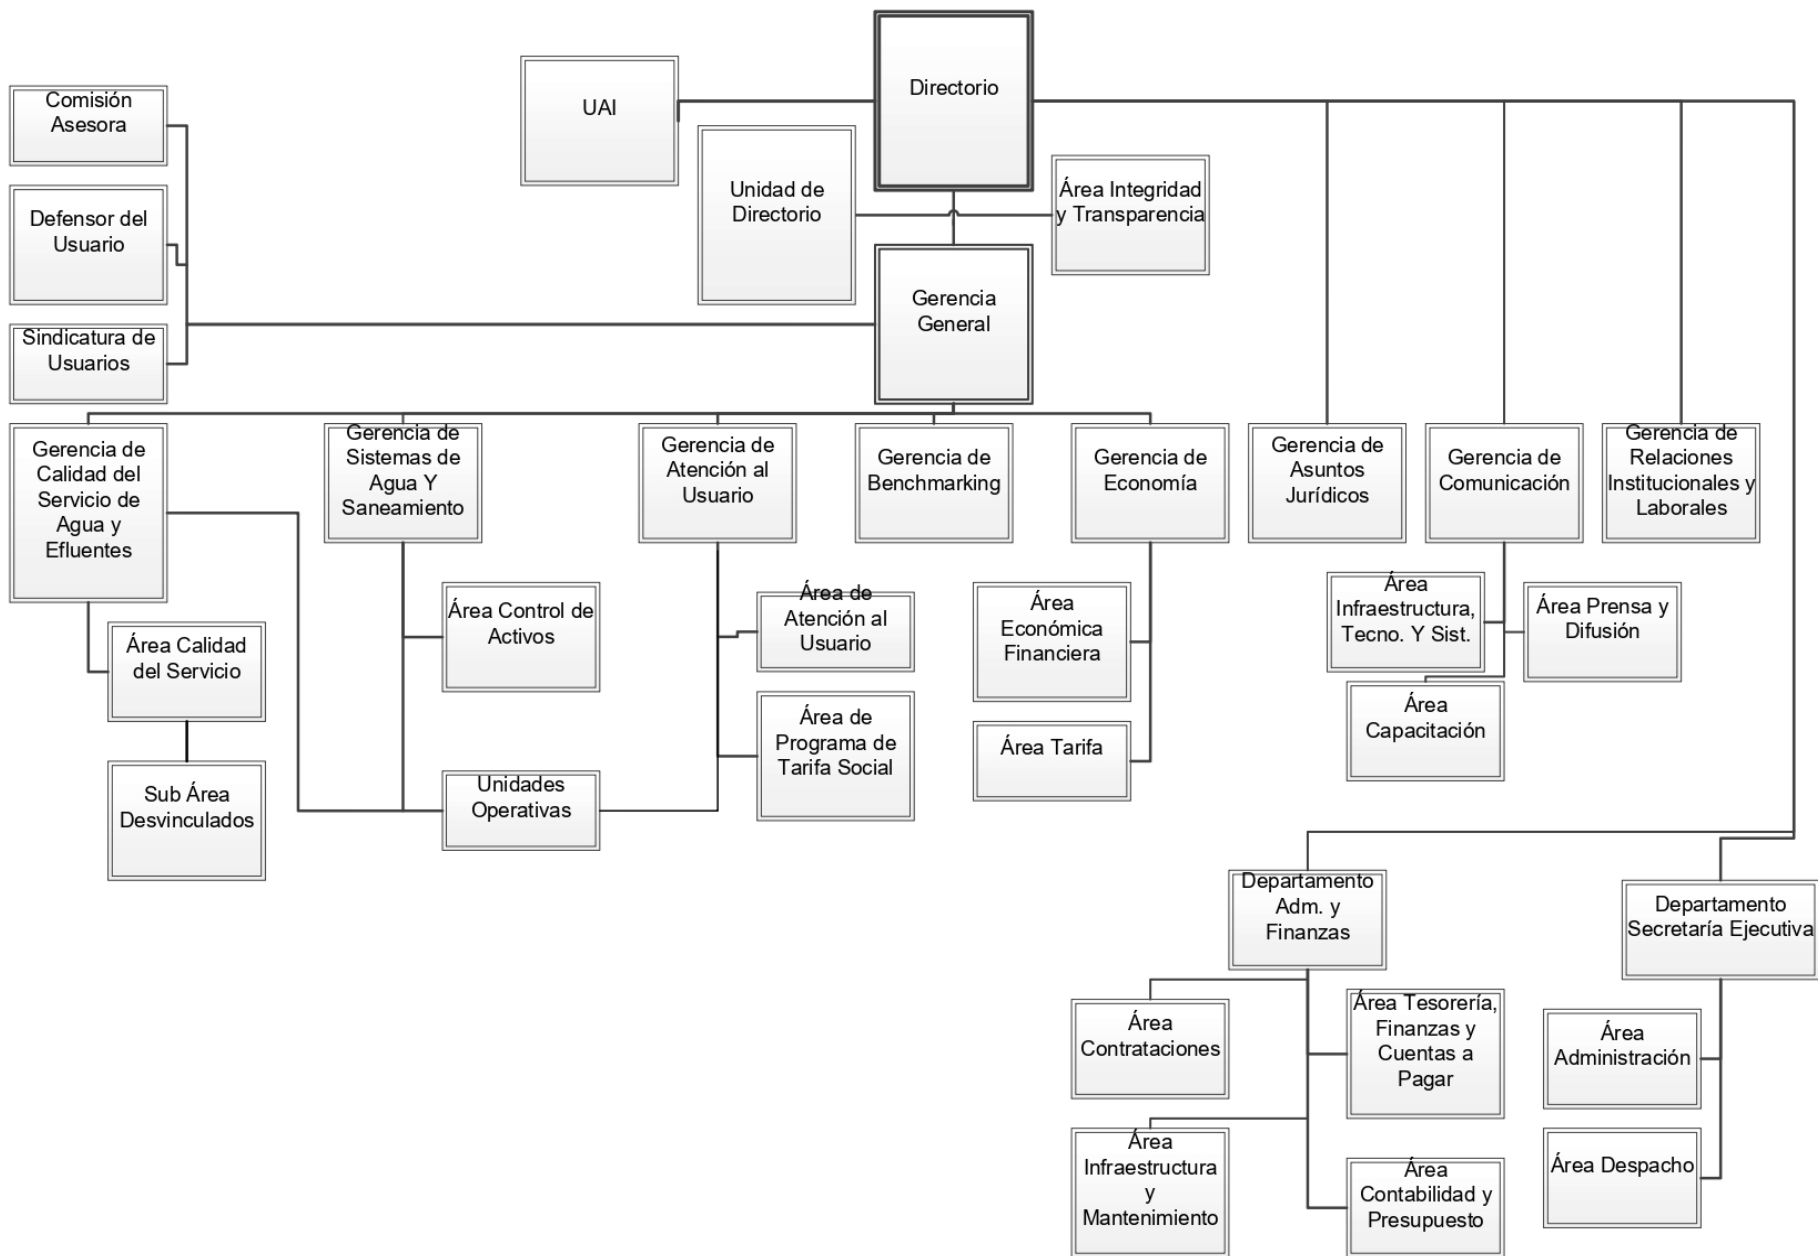 Directorio
UAI
Comisión
Asesora
Unidad de
Directorio
Área Integridad
y Transparencia
Defensor del
Usuario
Gerencia
General
Sindicatura de
Usuarios
Gerencia de
Calidad del
Servicio de
Agua y
Efluentes
Gerencia de
Sistemas de
Agua Y
Saneamiento
Gerencia de
Atención al
Usuario
Gerencia de
Benchmarking
Gerencia de
Economía
Gerencia de
Asuntos
Jurídicos
Gerencia de
Comunicación
Gerencia de
Relaciones
Institucionales y
Laborales
Área Control de
Activos
Área de
Atención al
Usuario
Área
Económica
Financiera
Área
Infraestructura,
Tecno. Y Sist.
Área Prensa y
Difusión
Área Calidad
del Servicio
Área de
Programa de
Tarifa Social
Área Tarifa
Área
Capacitación
Sub Área
Desvinculados
Unidades
Operativas
Departamento
Adm. y
Finanzas
Departamento
Secretaría Ejecutiva
Área
Contrataciones
Área Tesorería,
Finanzas y
Cuentas a
Pagar
Área
Administración
Área
Infraestructura
y
Mantenimiento
Área
Contabilidad y
Presupuesto
Área Despacho